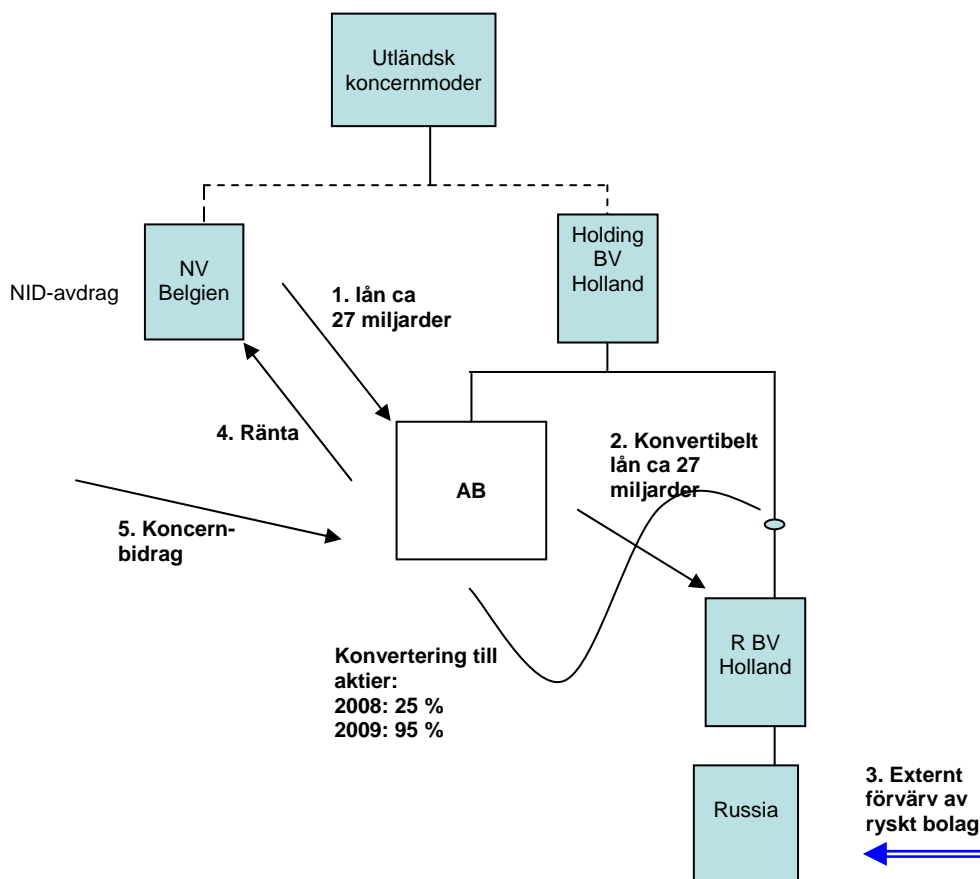 Utländsk
koncernmoder
NID-avdrag
NV
Belgien
1. lån ca
27 miljarder
Holding
BV
Holland
4. Ränta
AB
2. Konvertibelt
lån ca 27
miljarder
5. Koncern-
bidrag
Konvertering till
aktier:
2008: 25 %
2009: 95 %
R BV
Holland
Russia
3. Externt
förvärv av
ryskt bolag